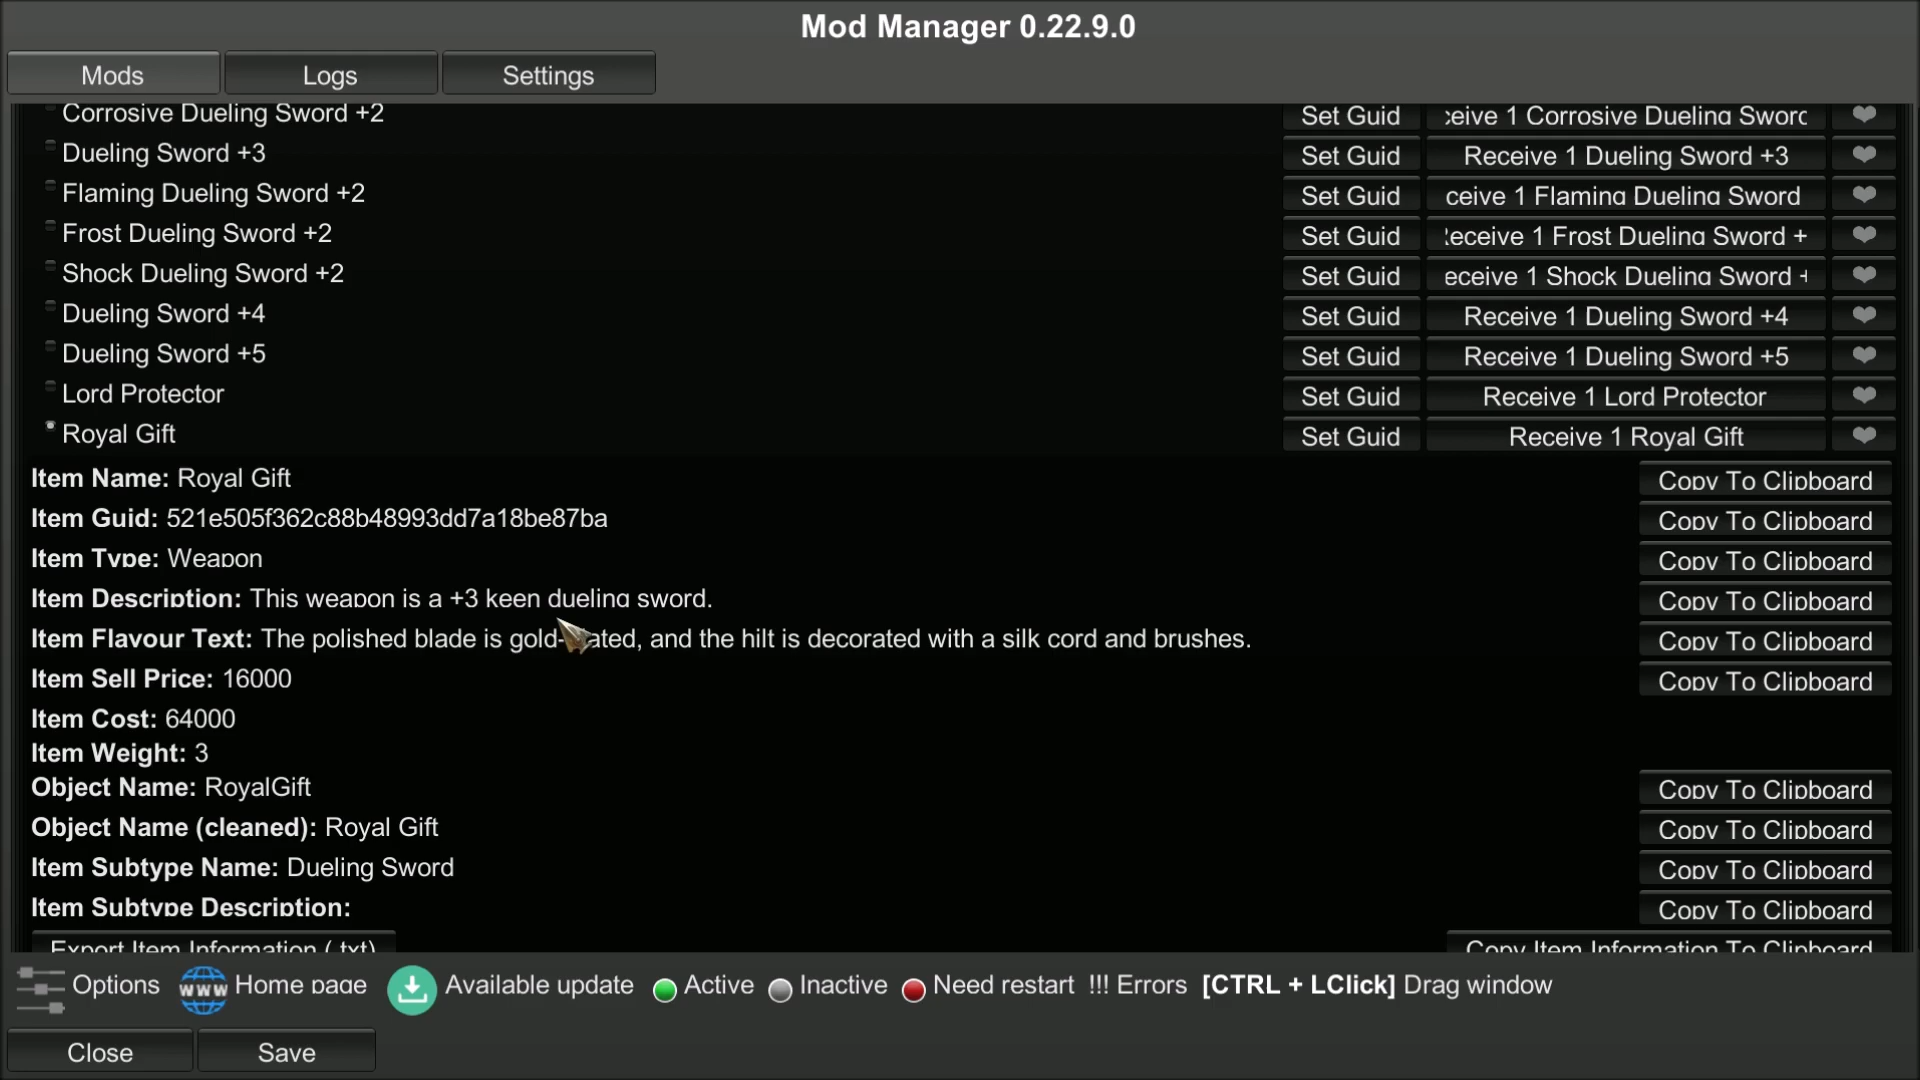 Mod Manager 0.22.9.0
Mods Logs Settings
Corrosive Dueling Sword +2 Set Guid ceive 1 Corrosive Dueling Sword
Dueling Sword +3 Set Guid Receive 1 Dueling Sword +3
Flaming Dueling Sword +2 Set Guid ceive 1 Flaming Dueling Sword
Frost Dueling Sword +2 Set Guid Receive 1 Frost Dueling Sword +
Shock Dueling Sword +2 Set Guid eceive 1 Shock Dueling Sword +
Dueling Sword +4 Set Guid Receive 1 Dueling Sword +4
Dueling Sword +5 Set Guid Receive 1 Dueling Sword +5
Lord Protector Set Guid Receive 1 Lord Protector
Royal Gift Set Guid Receive 1 Royal Gift
Item Name: Royal Gift Copy To Clipboard
Item Guid: 521e505f362c88b48993dd7a18be87ba Copy To Clipboard
Item Type: Weapon Copy To Clipboard
Item Description: This weapon is a +3 keen dueling sword. Copy To Clipboard
Item Flavour Text: The polished blade is gold- ated, and the hilt is decorated with a silk cord and brushes. Copy To Clipboard
Item Sell Price: 16000 Copy To Clipboard
Item Cost: 64000
Item Weight: 3
Object Name: RoyalGift Copy To Clipboard
Object Name (cleaned): Royal Gift Copy To Clipboard
Item Subtype Name: Dueling Sword Copy To Clipboard
Item Subtype Description: Copy To Clipboard
Export Item Information (.txt) Copy Item Information To Clipboard
Options www Home page Available update Active Inactive Need restart !!! Errors [CTRL + LClick] Drag window
Close Save